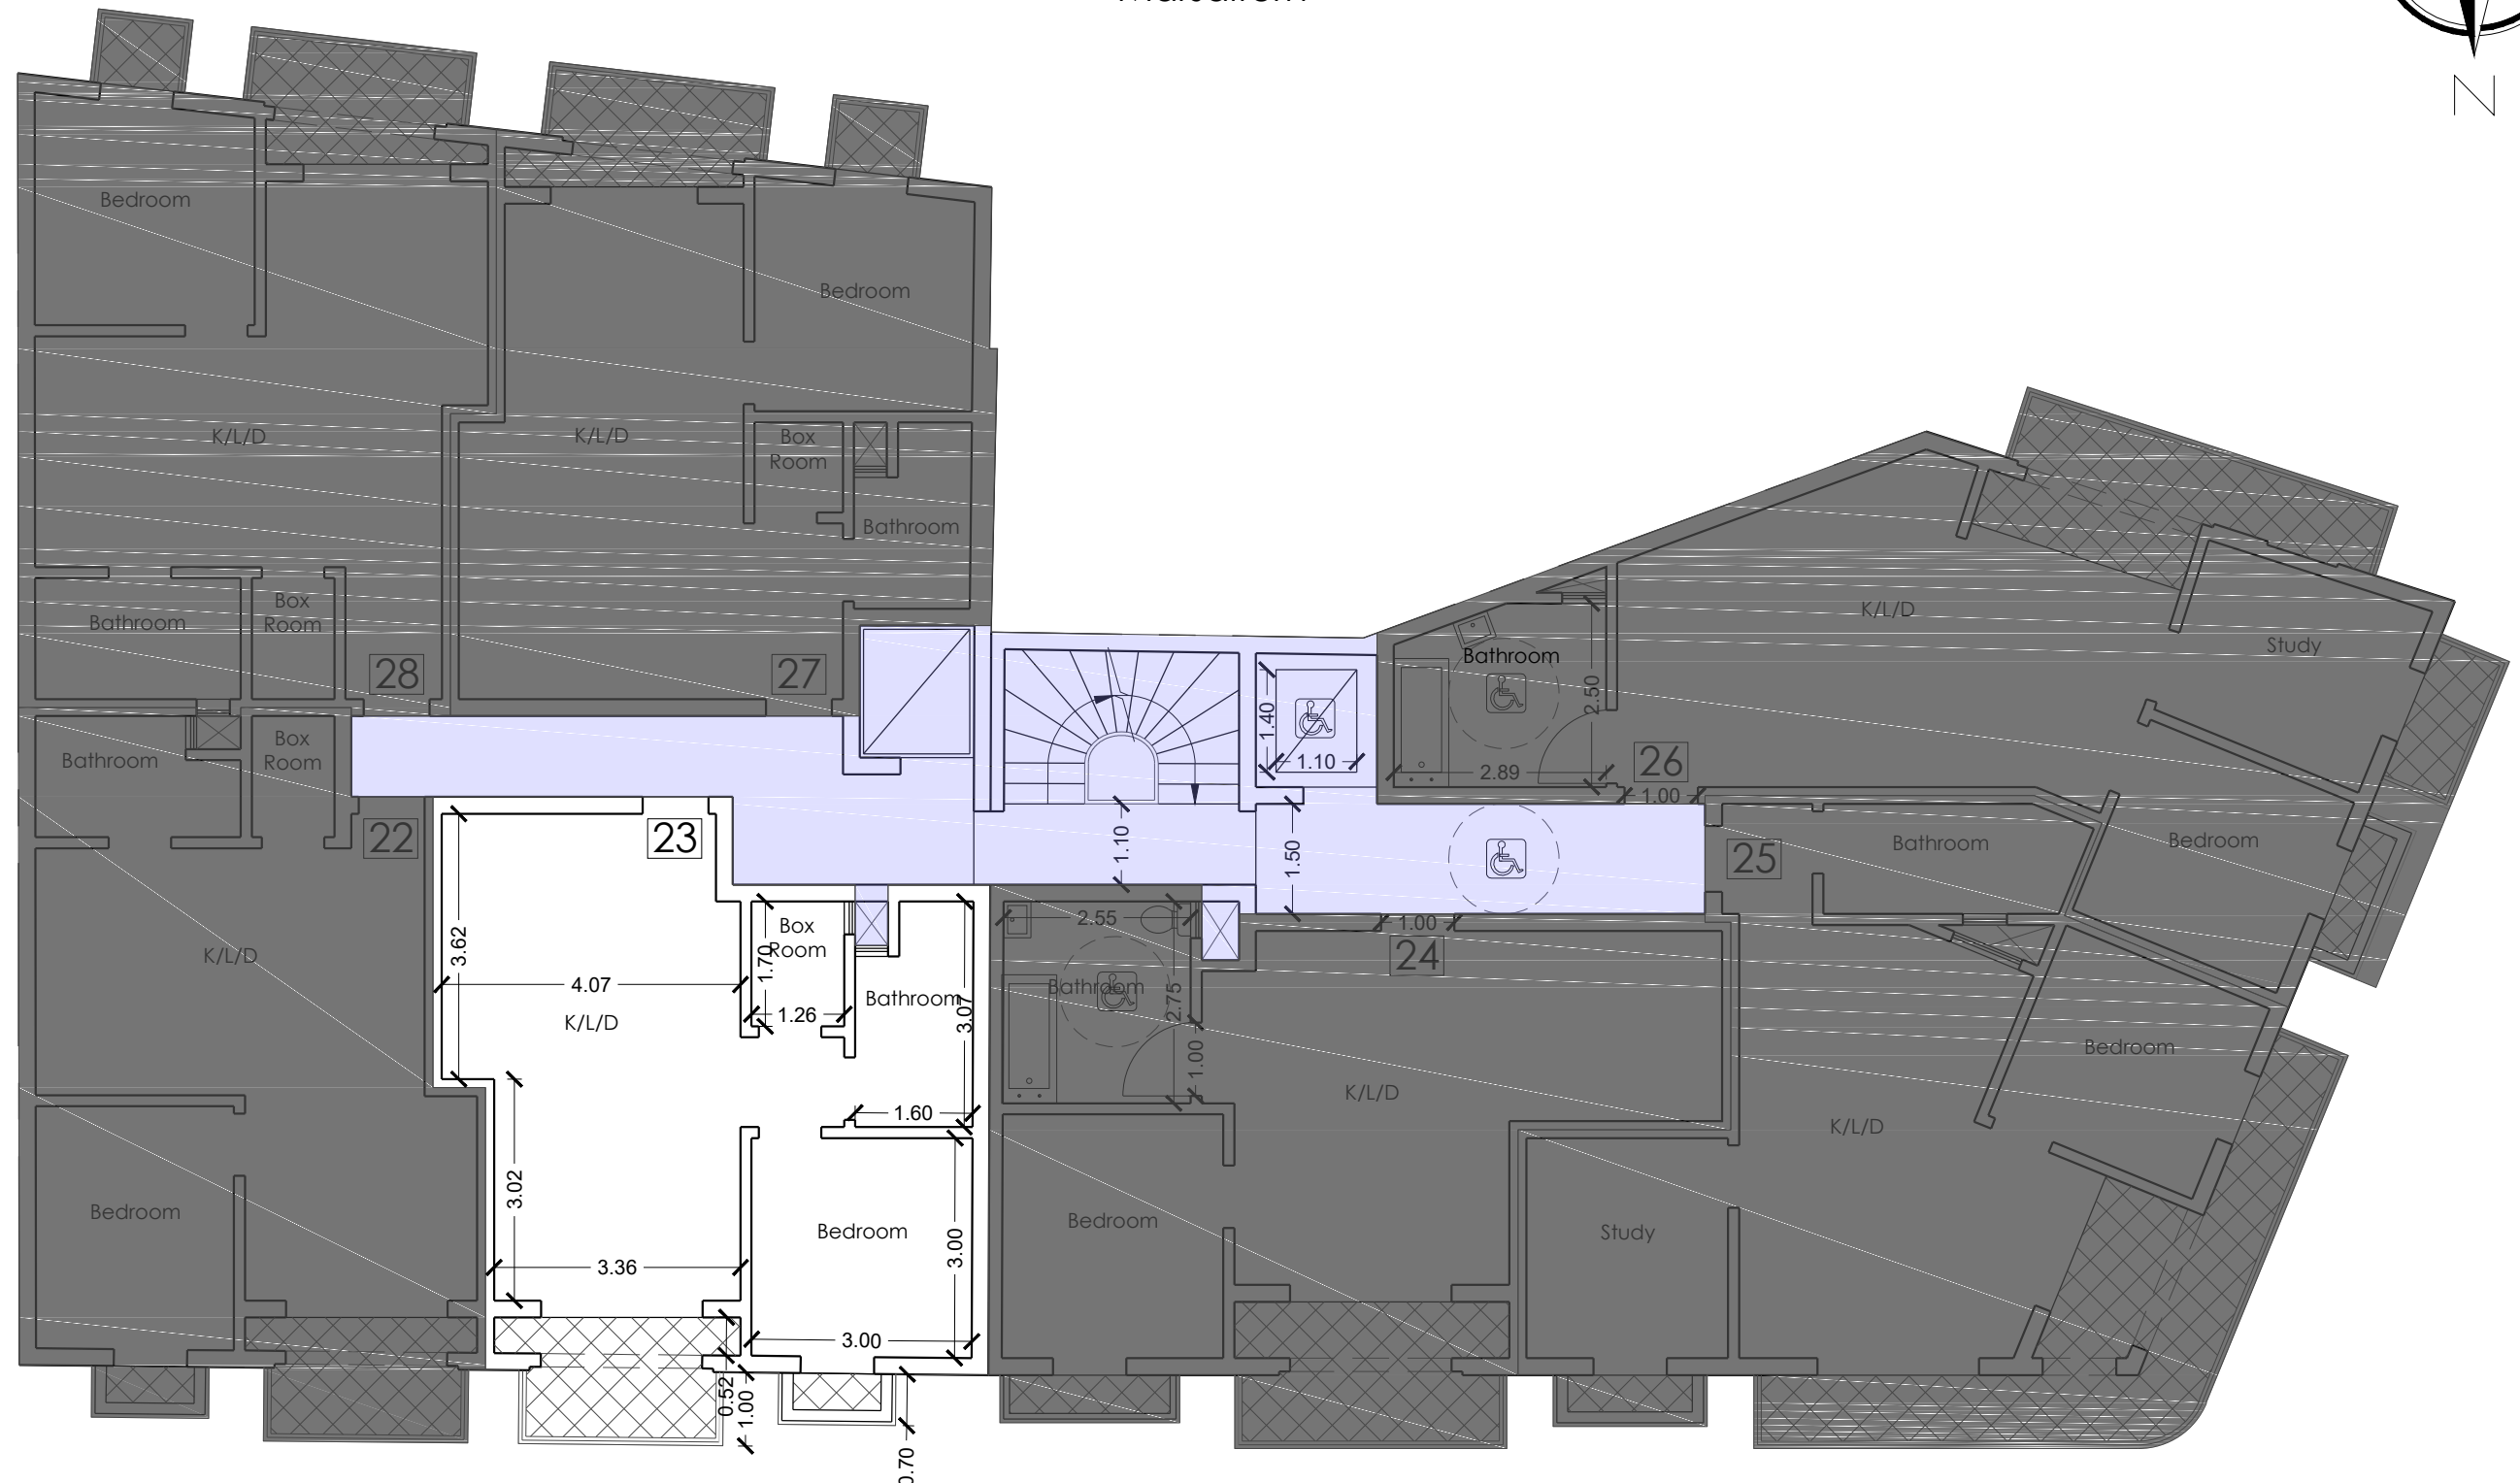 N
Bedroom
Bedroom
K/L/D
K/L/D
Box
Room
Bathroom
Box
Room
Bathroom
28
27
K/L/D
Study
Bathroom
2.50
1.40
1.10
2.89
26
1.00
Bathroom
Box
Room
22
23
1.10
1.50
25
Bathroom
Bedroom
K/L/D
3.62
4.07
K/L/D
Box
Room
1.70
1.26
Bathroom
3.07
1.60
2.55
Bathroom
2.75
1.00
1.00
24
K/L/D
Bedroom
K/L/D
Bedroom
3.02
3.36
Bedroom
3.00
3.00
Bedroom
Study
0.52
1.00
0.70